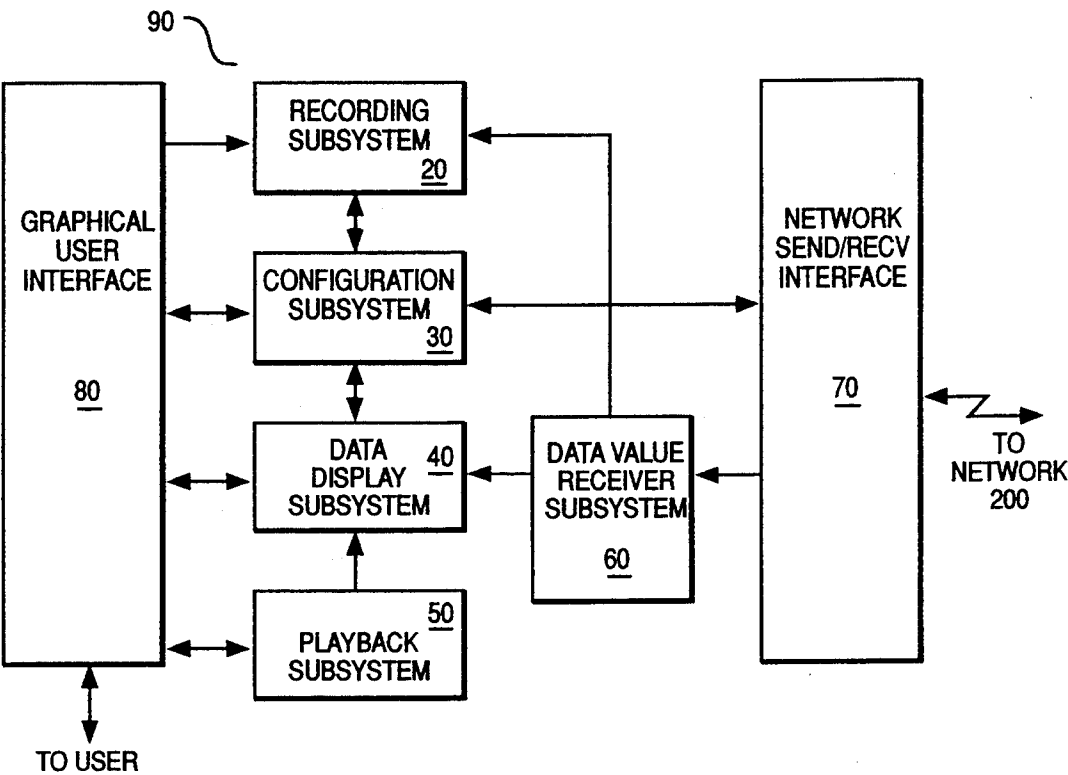 90
RECORDING
SUBSYSTEM
20
GRAPHICAL
USER
INTERFACE
80
CONFIGURATION
SUBSYSTEM
30
DATA
DISPLAY
SUBSYSTEM
40
50
PLAYBACK
SUBSYSTEM
DATA VALUE
RECEIVER
SUBSYSTEM
60
NETWORK
SEND/RECV
INTERFACE
70
TO
NETWORK
200
TO USER